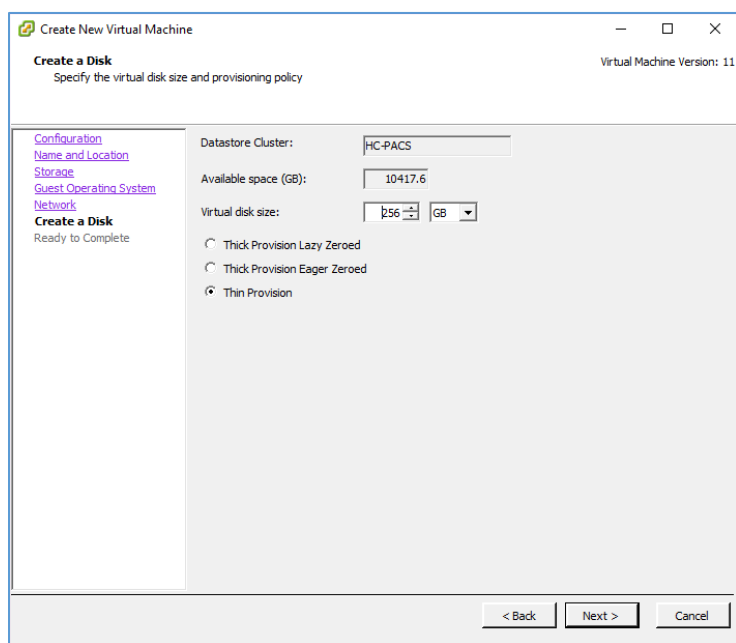 Create New Virtual Machine
Create a Disk
Specify the virtual disk size and provisioning policy
Virtual Machine Version: 11
Configuration
Name and Location
Storage
Guest Operating System
Network
Create a Disk
Ready to Complete
Datastore Cluster: HC-PACS
Available space (GB): 10417.6
Virtual disk size: 256 GB
Thick Provision Lazy Zeroed
Thick Provision Eager Zeroed
Thin Provision
< Back Next > Cancel